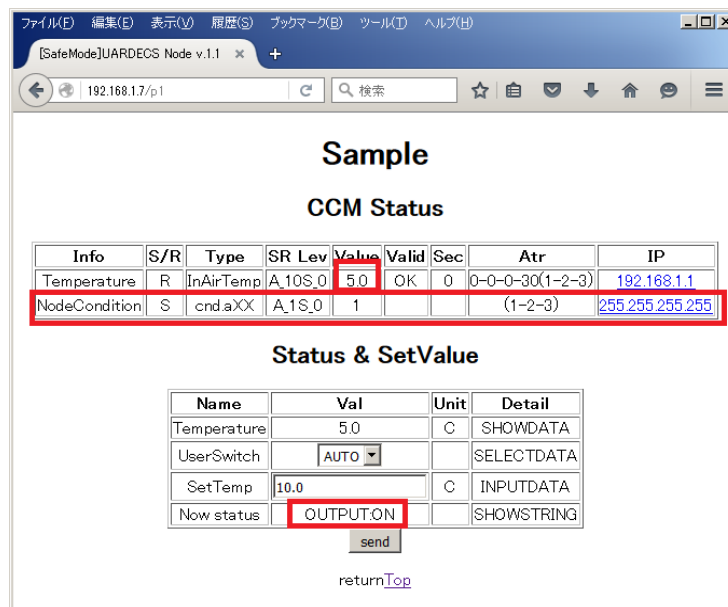 ファイル(F) 編集(E) 表示(V) 履歴(S) ブックマーク(B) ツール(T) ヘルプ(H)
[SafeMode]UARDECS Node v.1.1 × +
192.168.1.7/p1 検索
Sample
CCM Status
Info S/R Type SR Lev Value Valid Sec Atr IP
Temperature R InAirTemp A_10S_0 5.0 OK 0 0-0-0-30(1-2-3) 192.168.1.1
NodeCondition S cnd.aXX A_1S_0 1 (1-2-3) 255.255.255.255
Status & SetValue
Name Val Unit Detail
Temperature 5.0 C SHOWDATA
UserSwitch AUTO SELECTDATA
SetTemp 10.0 C INPUTDATA
Now status OUTPUT:ON SHOWSTRING
send
returnTop